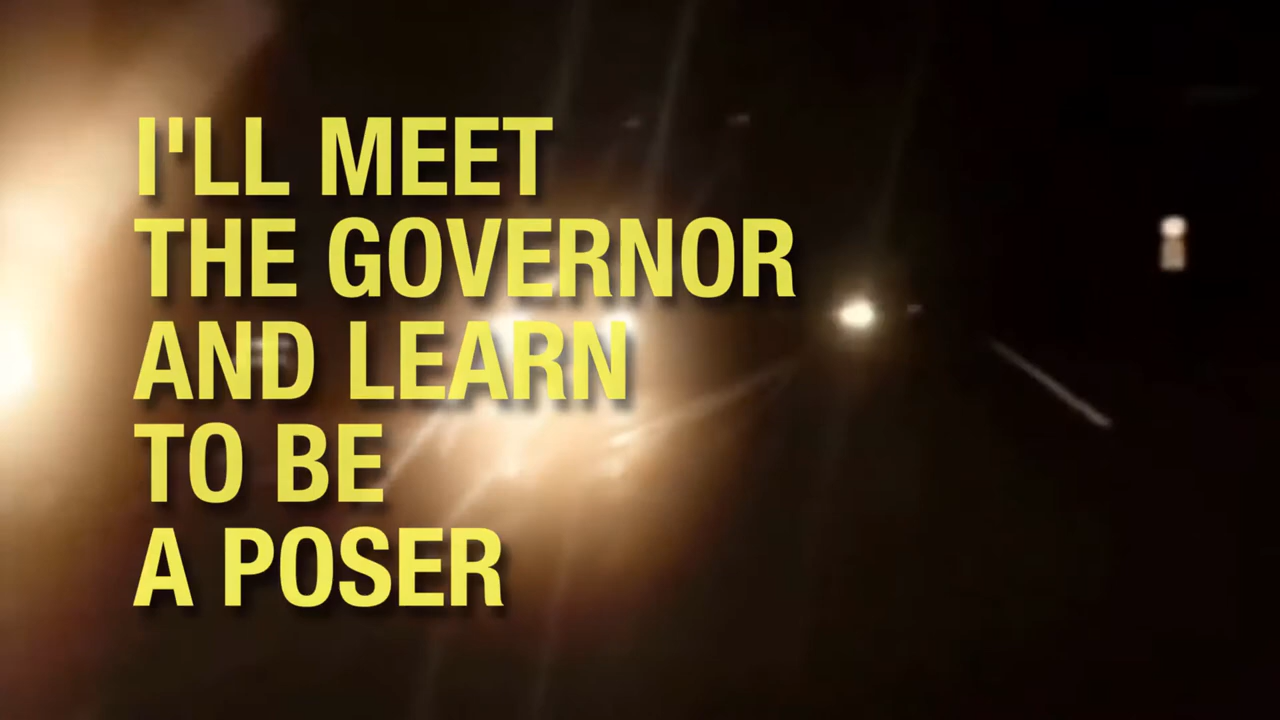 I'LL MEET
THE GOVERNOR
AND LEARN
TO BE
A POSER